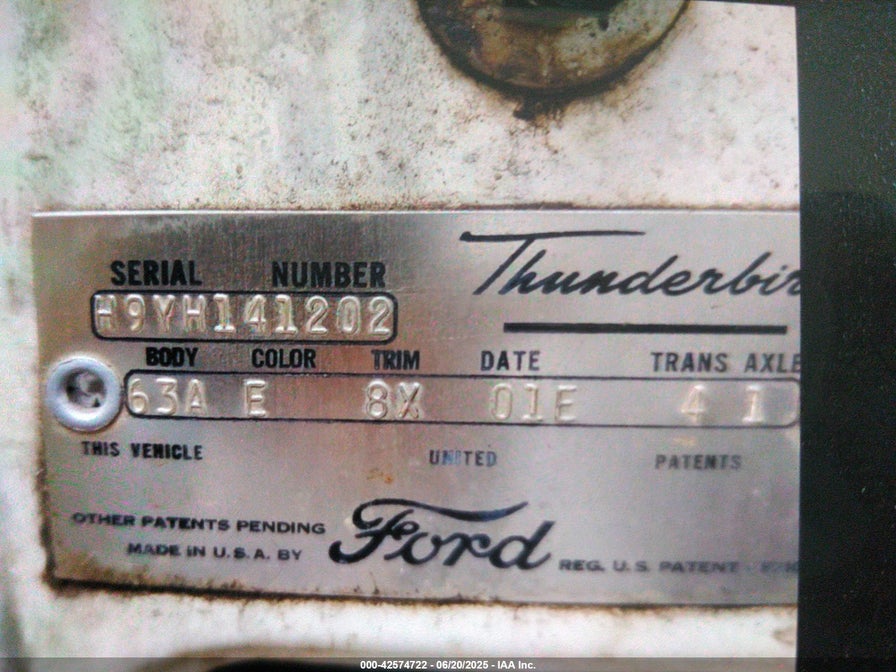 Thunderbir
SERIAL NUMBER
H9YH141202
BODY COLOR TRIM DATE TRANS AXLE
63A E 8X 01E 4 1
THIS VEHICLE UNITED PATENTS
OTHER PATENTS PENDING
MADE IN U.S.A. BY Ford REG. U.S. PATENT
000-42574722 - 06/20/2025 - IAA Inc.